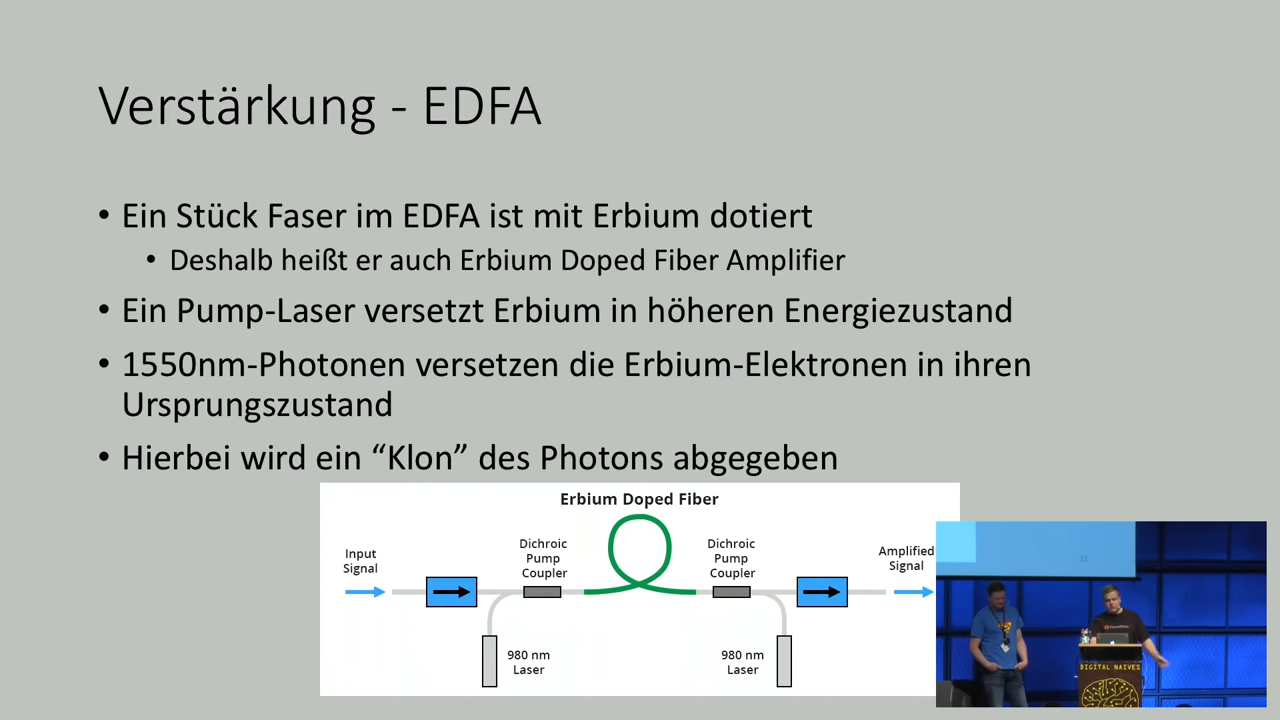 Verstärkung - EDFA
• Ein Stück Faser im EDFA ist mit Erbium dotiert
• Deshalb heißt er auch Erbium Doped Fiber Amplifier
• Ein Pump-Laser versetzt Erbium in höheren Energiezustand
• 1550nm-Photonen versetzen die Erbium-Elektronen in ihren
Ursprungszustand
• Hierbei wird ein “Klon” des Photons abgegeben
Erbium Doped Fiber
Input
Signal
Dichroic
Pump
Coupler
Dichroic
Pump
Coupler
Amplified
Signal
980 nm
Laser
980 nm
Laser
DIGITAL NAIVES